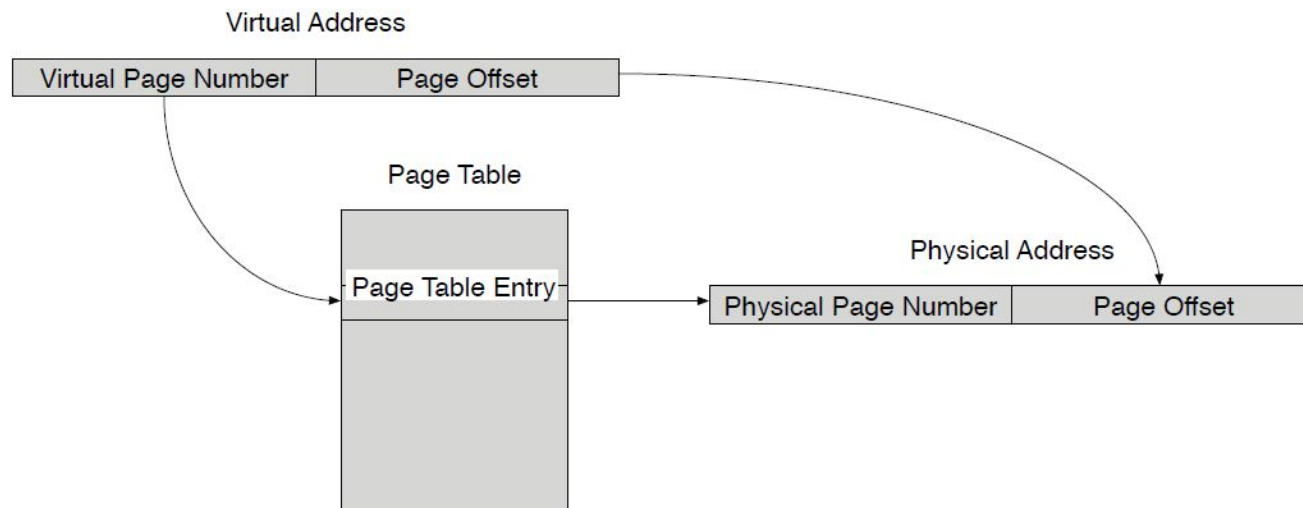 Virtual Address
Virtual Page Number Page Offset
Page Table
Physical Address
Page Table Entry
Physical Page Number Page Offset